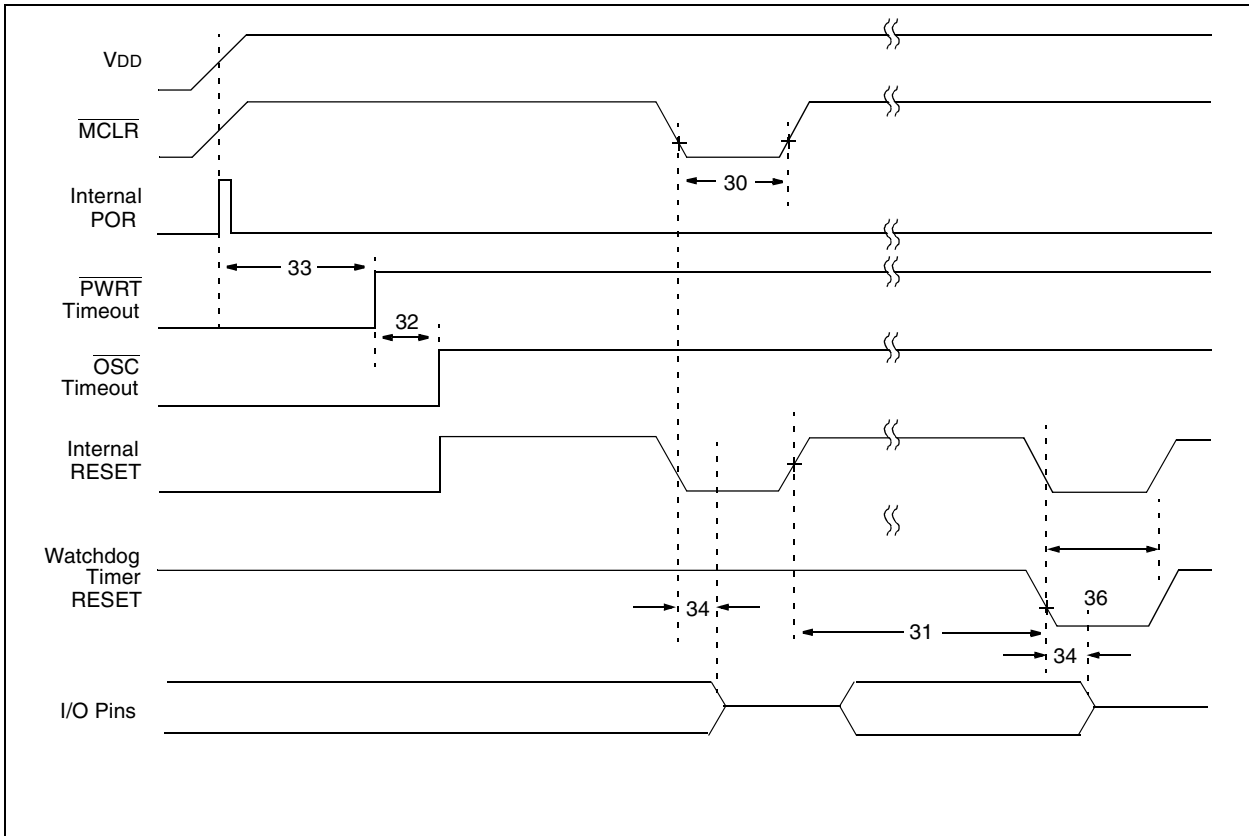 VDD
MCLR
30
Internal
POR
33
PWRT
Timeout
32
OSC
Timeout
Internal
RESET
Watchdog
Timer
RESET
34
36
31
34
I/O Pins